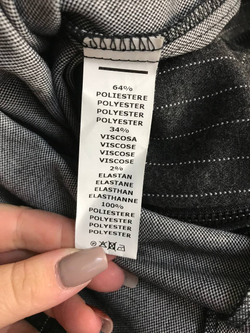 64%
POLIESTERE
POLYESTER
POLYESTER
POLYESTER
34%
VISCOSA
VISCOSE
VISCOSE
VISCOSE
2%
ELASTAN
ELASTANE
ELASTHAN
ELASTHANNE
100%
POLIESTERE
POLYESTER
POLYESTER
POLYESTER